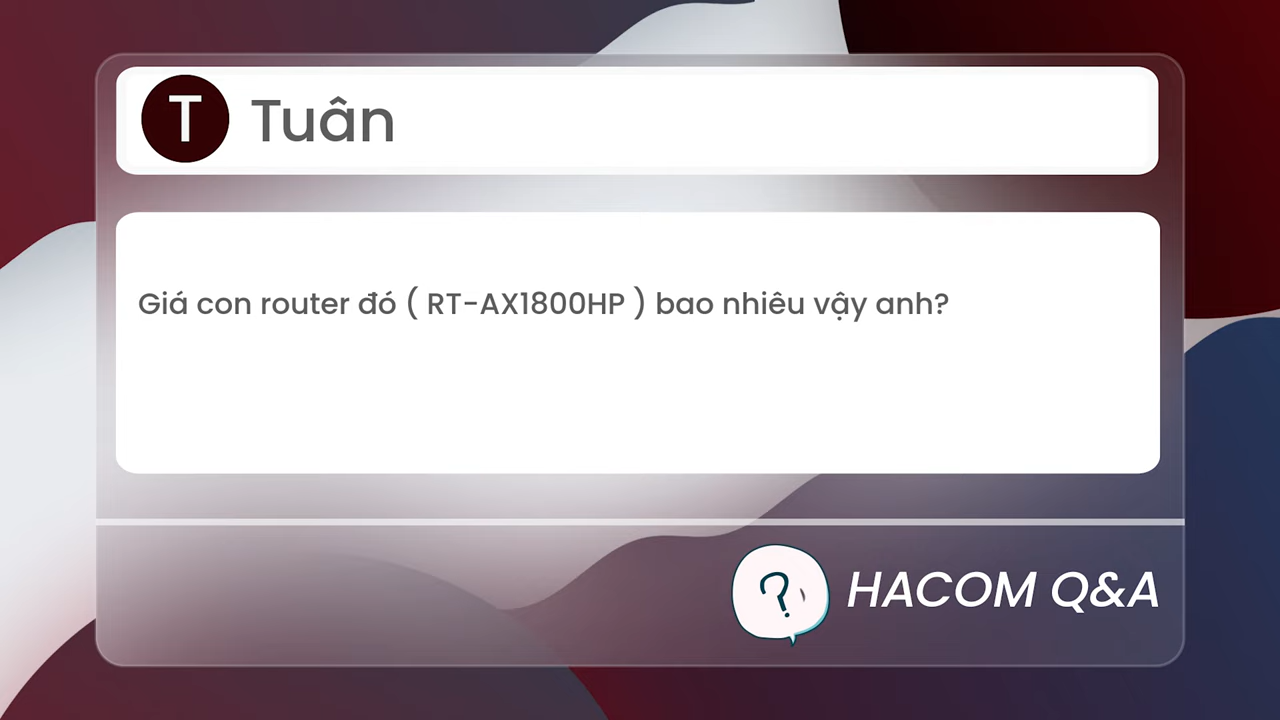 T
Tuân
Giá con router đó ( RT-AX1800HP ) bao nhiêu vậy anh?
?
HACOM Q&A